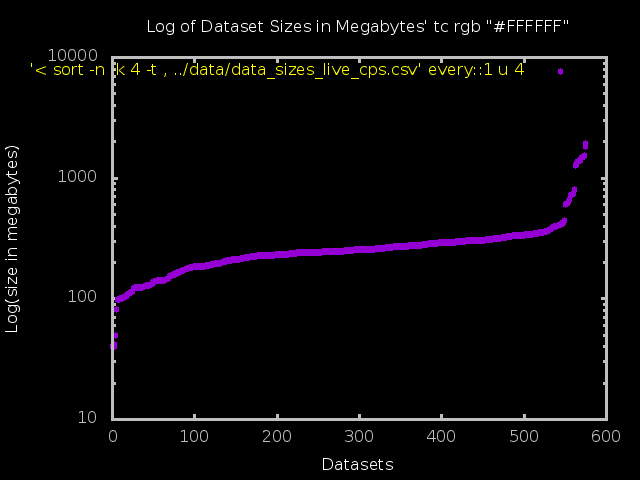 Log of Dataset Sizes in Megabytes' tc rgb "#FFFFFF"
10000
'< sort -n -k 4 -t , ../data/data_sizes_live_cps.csv' every::1 u 4
1000
Log(size in megabytes)
100
10
0 100 200 300 400 500 600
Datasets